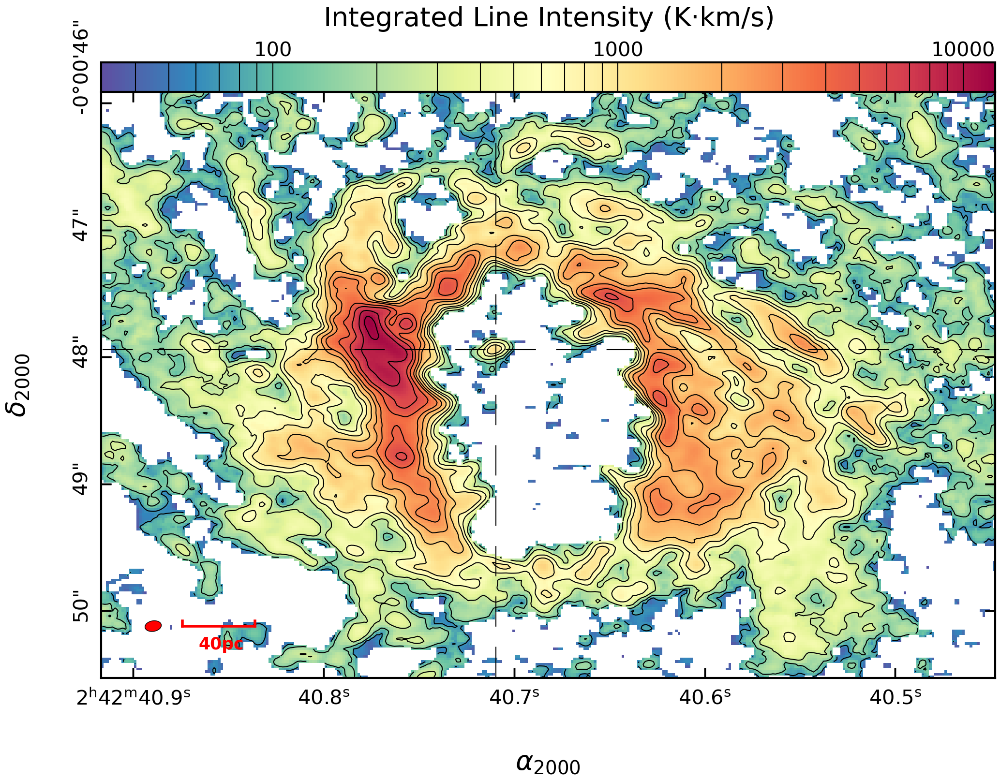 Integrated Line Intensity (K·km/s)
100 1000 10000
-0°00'46"
47"
48"
49"
50"
δ2000
40pc
2h42m40.9s 40.8s 40.7s 40.6s 40.5s
α2000